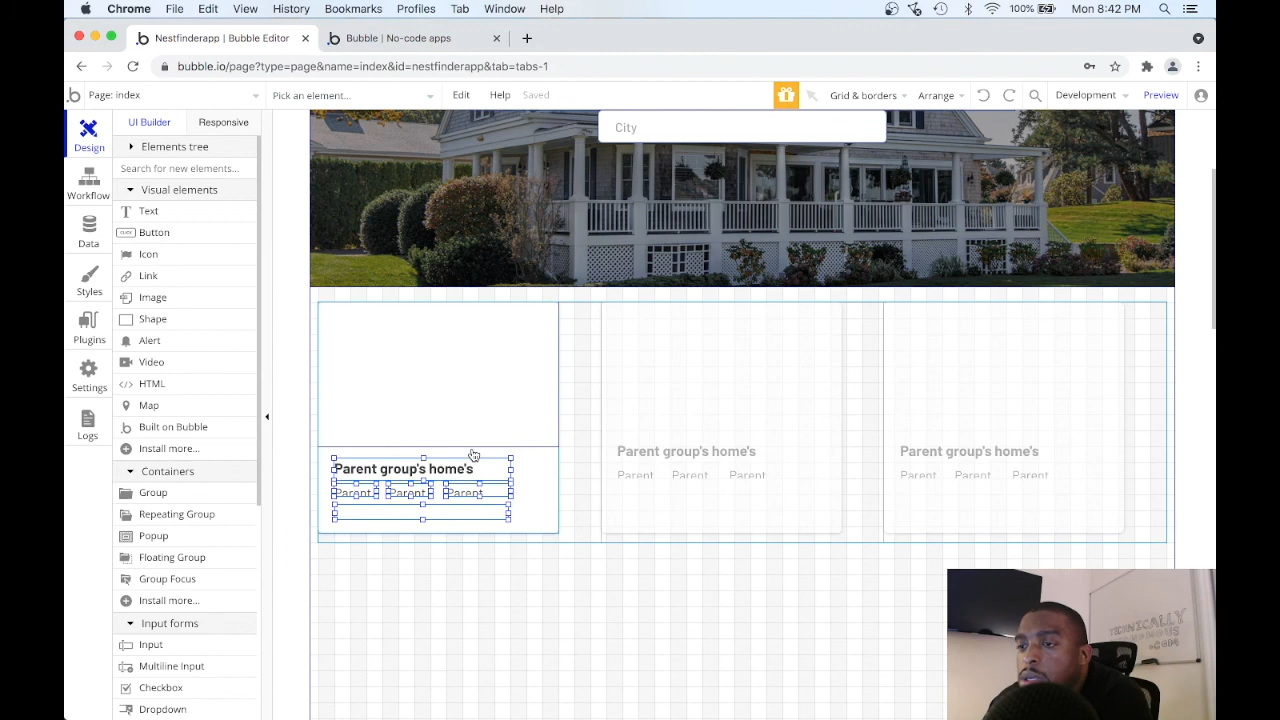 Chrome File Edit View History Bookmarks Profiles Tab Window Help 100% Mon 8:42 PM
Nestfinderapp | Bubble Editor Bubble | No-code apps
bubble.io/page?type=page&name=index&id=nestfinderapp&tab=tabs-1
Page: index Pick an element... Edit Help Saved Grid & borders Arrange Development Preview
Design
Workflow
Data
Styles
Plugins
Settings
Logs
UI Builder Responsive
Elements tree
Search for new elements...
Visual elements
Text
Button
CLICK
Icon
Link
Image
Shape
Alert
Video
HTML
Map
Built on Bubble
Install more...
Containers
Group
Repeating Group
Popup
Floating Group
Group Focus
Install more...
Input forms
Input
Multiline Input
Checkbox
Dropdown
City
Parent group's home's
Parent Parent Parent
Parent group's home's
Parent Parent Parent
Parent group's home's
Parent Parent Parent
TECHNICALLY
.COM